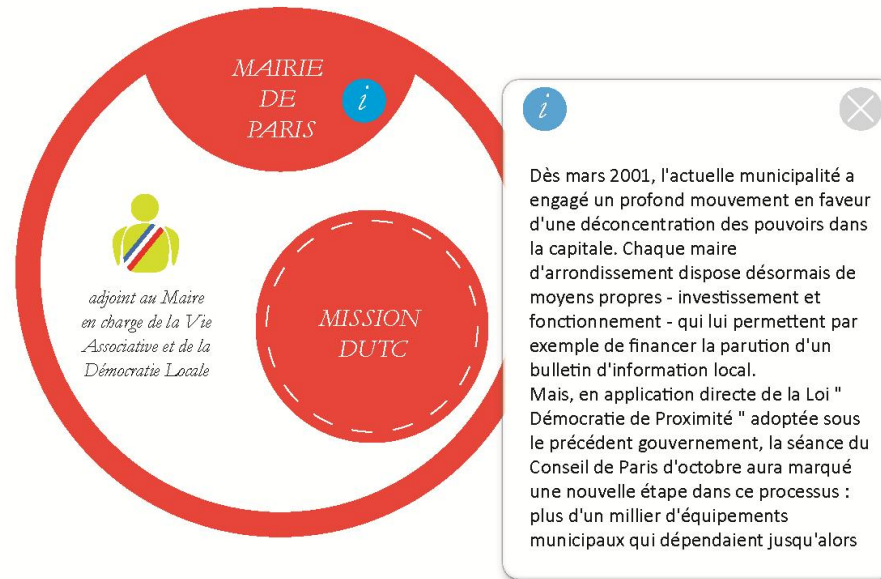 MAIRIE
DE
PARIS
i
adjoint au Maire
en charge de la Vie
Associative et de la
Démocratie Locale
MISSION
DUTC
i
Dès mars 2001, l'actuelle municipalité a
engagé un profond mouvement en faveur
d'une déconcentration des pouvoirs dans
la capitale. Chaque maire
d'arrondissement dispose désormais de
moyens propres - investissement et
fonctionnement - qui lui permettent par
exemple de financer la parution d'un
bulletin d'information local.
Mais, en application directe de la Loi "
Démocratie de Proximité " adoptée sous
le précédent gouvernement, la séance du
Conseil de Paris d'octobre aura marqué
une nouvelle étape dans ce processus :
plus d'un millier d'équipements
municipaux qui dépendaient jusqu'alors